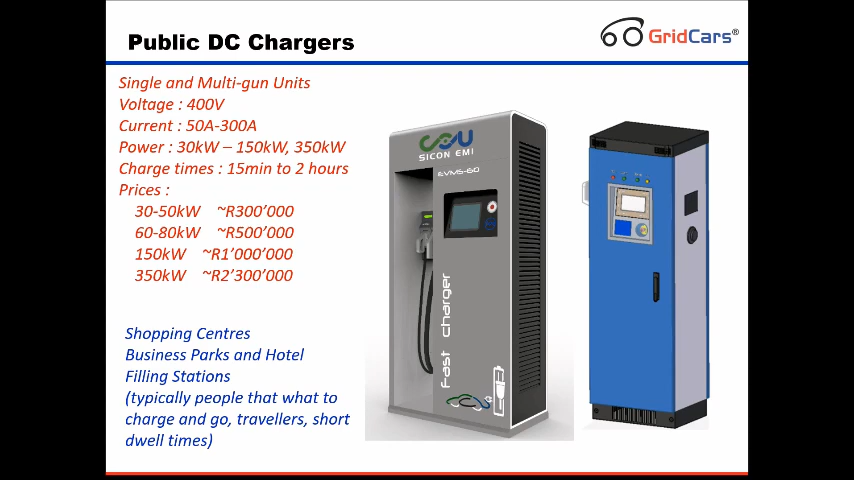 Public DC Chargers
GridCars®
Single and Multi-gun Units
Voltage : 400V
Current : 50A-300A
Power : 30kW – 150kW, 350kW
Charge times : 15min to 2 hours
Prices :
30-50kW ~R300’000
60-80kW ~R500’000
150kW ~R1’000’000
350kW ~R2’300’000
Shopping Centres
Business Parks and Hotel
Filling Stations
(typically people that what to
charge and go, travellers, short
dwell times)
SICON EMI
EVMS-60
Fast charger